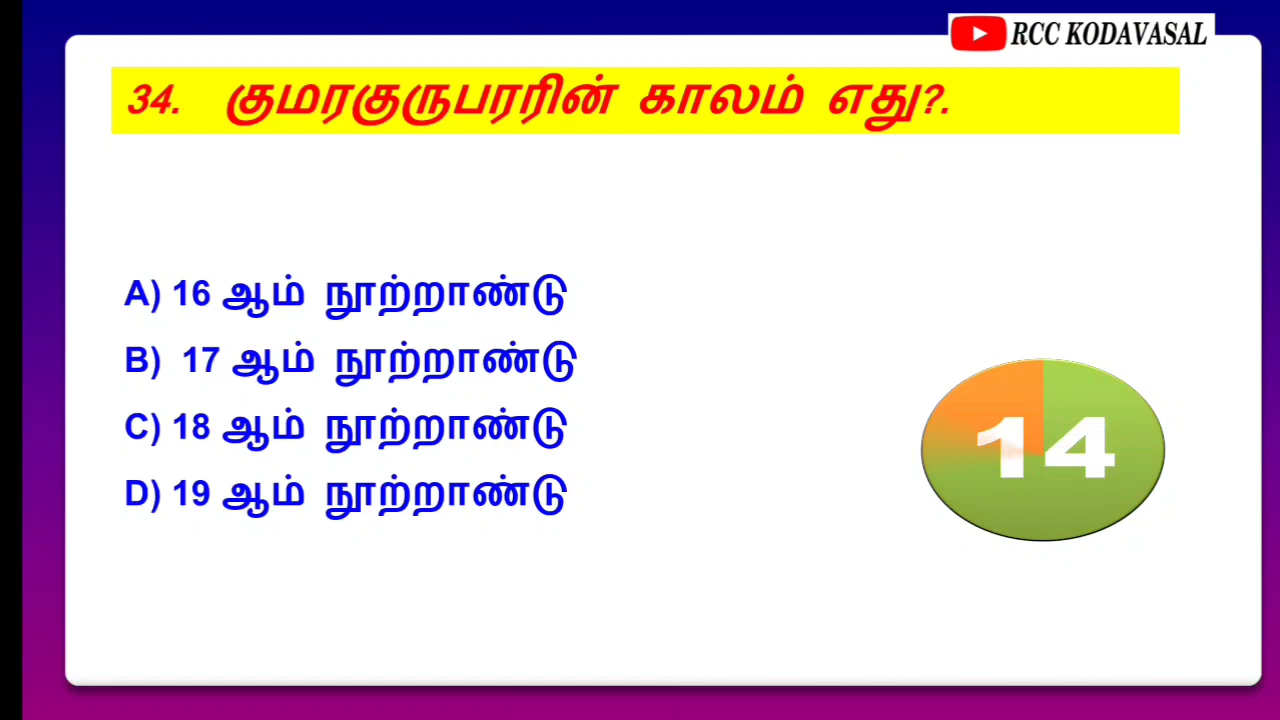 RCC KODAVASAL
34. குமரகுருபரரின் காலம் எது?.
A) 16 ஆம் நூற்றாண்டு
B) 17 ஆம் நூற்றாண்டு
C) 18 ஆம் நூற்றாண்டு
D) 19 ஆம் நூற்றாண்டு
14